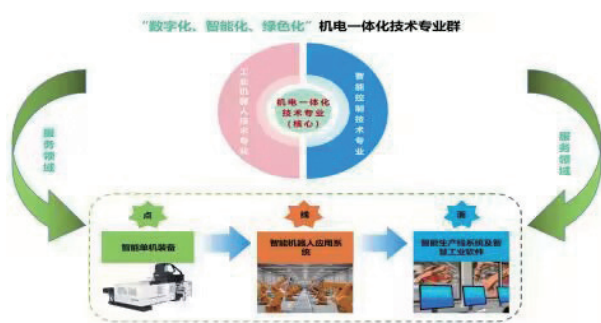 “数字化、智能化、绿色化”机电一体化技术专业群
工业机器人技术专业
机电一体化
技术专业
(核心)
智能控制技术专业
服务领域
服务领域
点
线
面
智能单机装备
智能机器人应用系
统
智能生产线系统及智
慧工业软件